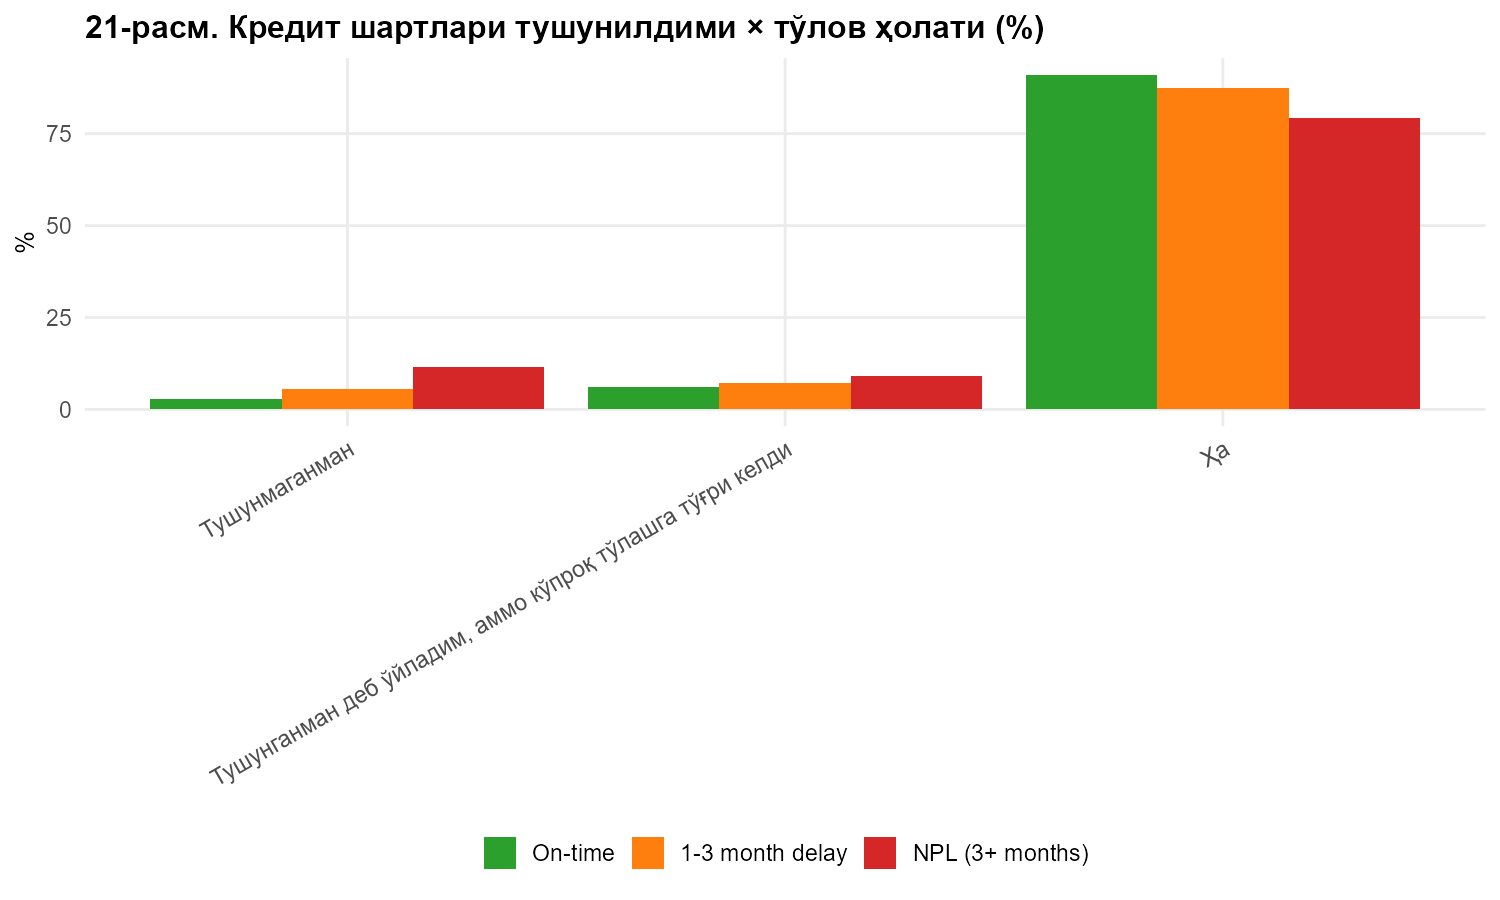 21-расм. Кредит шартлари тушунилдими × тўлов ҳолати (%)
%
75
50
25
0
Тушунмаганман
Тушунганман деб ўйладим, аммо кўпроқ тўлашга тўғри келди
Ҳа
On-time
1-3 month delay
NPL (3+ months)